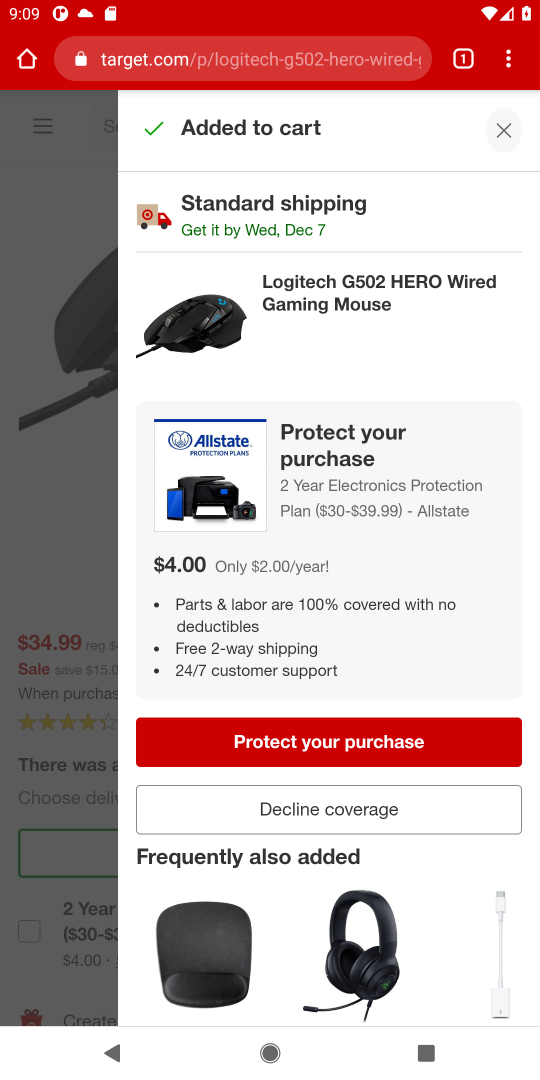 9:09
target.com/p/logitech-g502-hero-wired-
1
Added to cart
Standard shipping
Get it by Wed, Dec 7
Logitech G502 HERO Wired
Gaming Mouse
Allstate
PROTECTION PLANS
Protect your
purchase
2 Year Electronics Protection
Plan ($30-$39.99) - Allstate
$4.00 Only $2.00/year!
• Parts & labor are 100% covered with no
deductibles
• Free 2-way shipping
• 24/7 customer support
$34.99 reg
Sale save $15.0
When purchas
There was a
Choose deliv
Protect your purchase
Decline coverage
Frequently also added
2 Year
($30-$3
$4.00 ·
Create